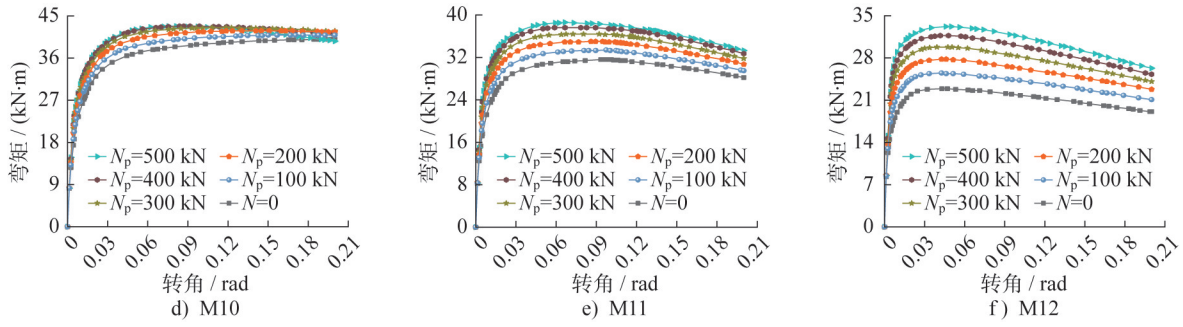 45
36
27
18
9
0
弯矩 / (kN·m)
Np=500 kN Np=200 kN
Np=400 kN Np=100 kN
Np=300 kN N=0
0 0.03 0.06 0.09 0.12 0.15 0.18 0.21
转角 / rad
d) M10
40
32
24
16
8
0
弯矩 / (kN·m)
Np=500 kN Np=200 kN
Np=400 kN Np=100 kN
Np=300 kN N=0
0 0.03 0.06 0.09 0.12 0.15 0.18 0.21
转角 / rad
e) M11
35
28
21
14
7
0
弯矩 / (kN·m)
Np=500 kN Np=200 kN
Np=400 kN Np=100 kN
Np=300 kN N=0
0 0.03 0.06 0.09 0.12 0.15 0.18 0.21
转角 / rad
f) M12